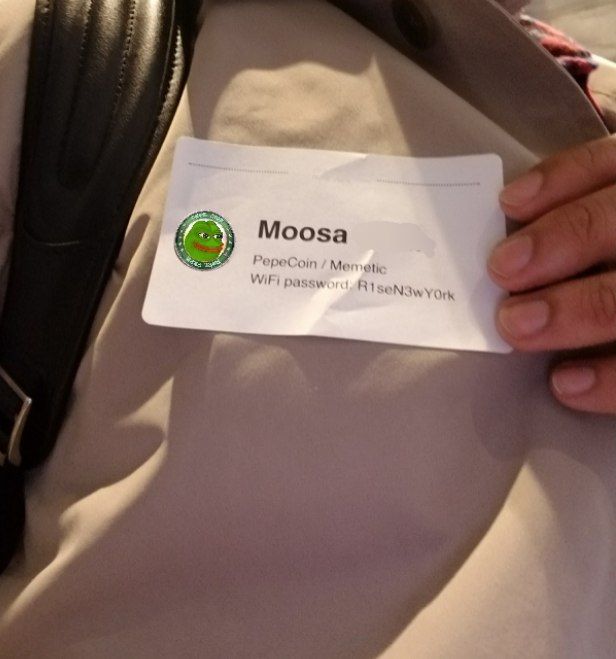 Moosa
PepeCoin / Memetic
WiFi password: R1seN3wY0rk